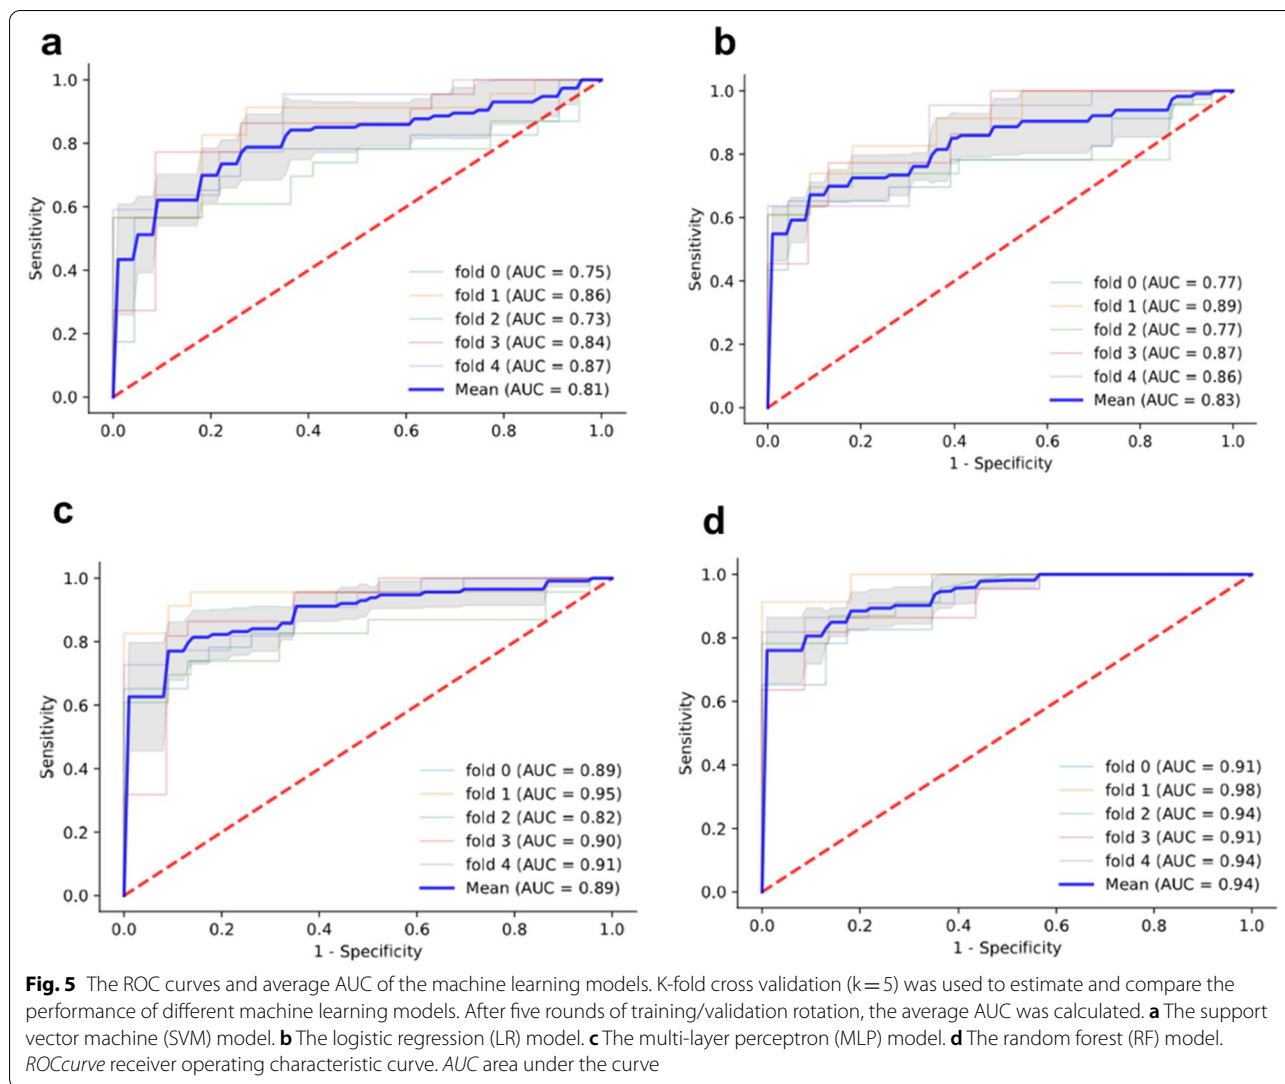 a
1.0
0.8
0.6
0.4
0.2
0.0
Sensitivity
fold 0 (AUC = 0.75)
fold 1 (AUC = 0.86)
fold 2 (AUC = 0.73)
fold 3 (AUC = 0.84)
fold 4 (AUC = 0.87)
Mean (AUC = 0.81)
0.0 0.2 0.4 0.6 0.8 1.0
b
1.0
0.8
0.6
0.4
0.2
0.0
Sensitivity
fold 0 (AUC = 0.77)
fold 1 (AUC = 0.89)
fold 2 (AUC = 0.77)
fold 3 (AUC = 0.87)
fold 4 (AUC = 0.86)
Mean (AUC = 0.83)
0.0 0.2 0.4 0.6 0.8 1.0
1 - Specificity
c
1.0
0.8
0.6
0.4
0.2
0.0
Sensitivity
fold 0 (AUC = 0.89)
fold 1 (AUC = 0.95)
fold 2 (AUC = 0.82)
fold 3 (AUC = 0.90)
fold 4 (AUC = 0.91)
Mean (AUC = 0.89)
0.0 0.2 0.4 0.6 0.8 1.0
1 - Specificity
d
1.0
0.8
0.6
0.4
0.2
0.0
Sensitivity
fold 0 (AUC = 0.91)
fold 1 (AUC = 0.98)
fold 2 (AUC = 0.94)
fold 3 (AUC = 0.91)
fold 4 (AUC = 0.94)
Mean (AUC = 0.94)
0.0 0.2 0.4 0.6 0.8 1.0
1 - Specificity
Fig. 5 The ROC curves and average AUC of the machine learning models. K-fold cross validation (k = 5) was used to estimate and compare the
performance of different machine learning models. After five rounds of training/validation rotation, the average AUC was calculated. a The support
vector machine (SVM) model. b The logistic regression (LR) model. c The multi-layer perceptron (MLP) model. d The random forest (RF) model.
ROCcurve receiver operating characteristic curve. AUC area under the curve